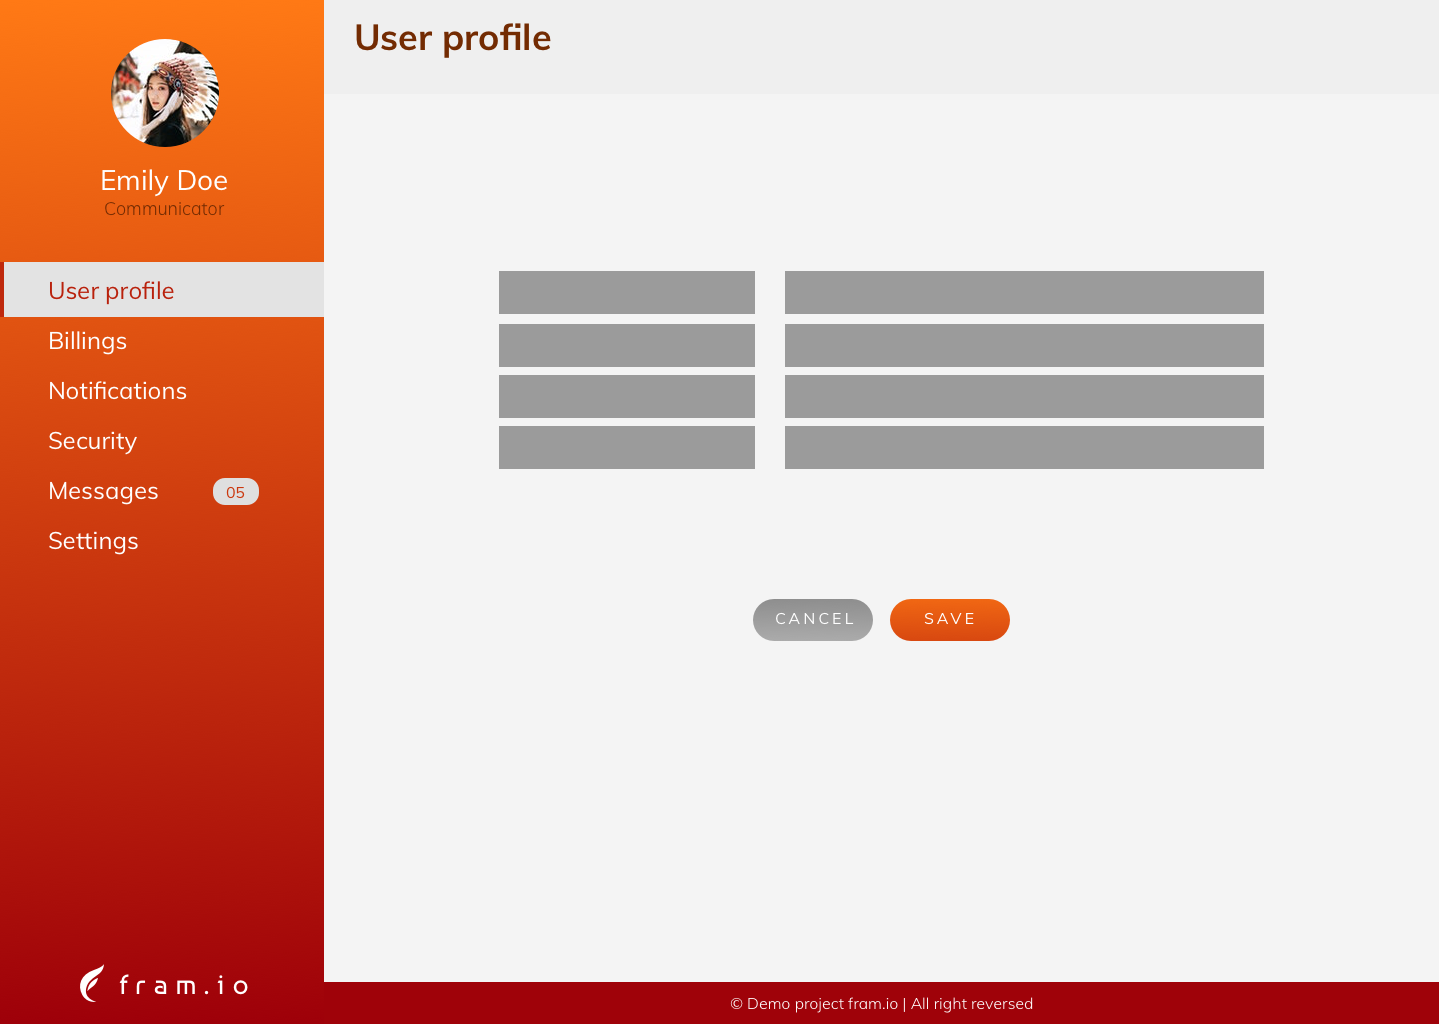 User profile
Emily Doe
Communicator
User profile
Billings
Notifications
Security
Messages 05
Settings
CANCEL SAVE
fram.io
© Demo project fram.io | All right reversed